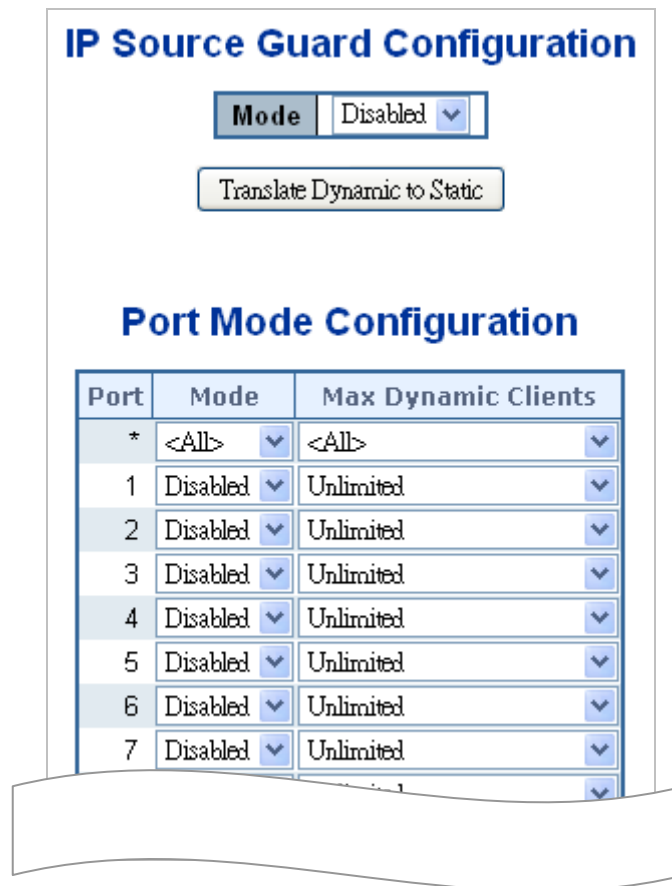 IP Source Guard Configuration
Mode Disabled
Translate Dynamic to Static
Port Mode Configuration
Port Mode Max Dynamic Clients
* <All> <All>
1 Disabled Unlimited
2 Disabled Unlimited
3 Disabled Unlimited
4 Disabled Unlimited
5 Disabled Unlimited
6 Disabled Unlimited
7 Disabled Unlimited